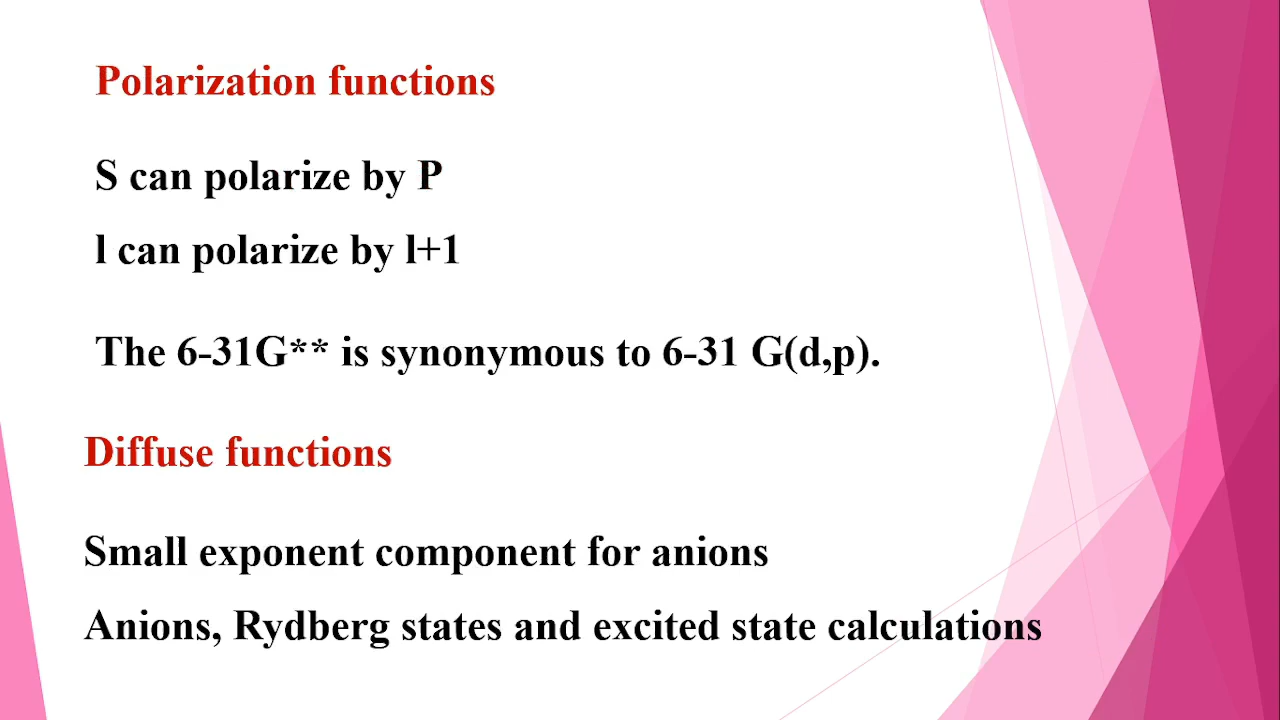 Polarization functions
S can polarize by P
l can polarize by l+1
The 6-31G** is synonymous to 6-31 G(d,p).
Diffuse functions
Small exponent component for anions
Anions, Rydberg states and excited state calculations